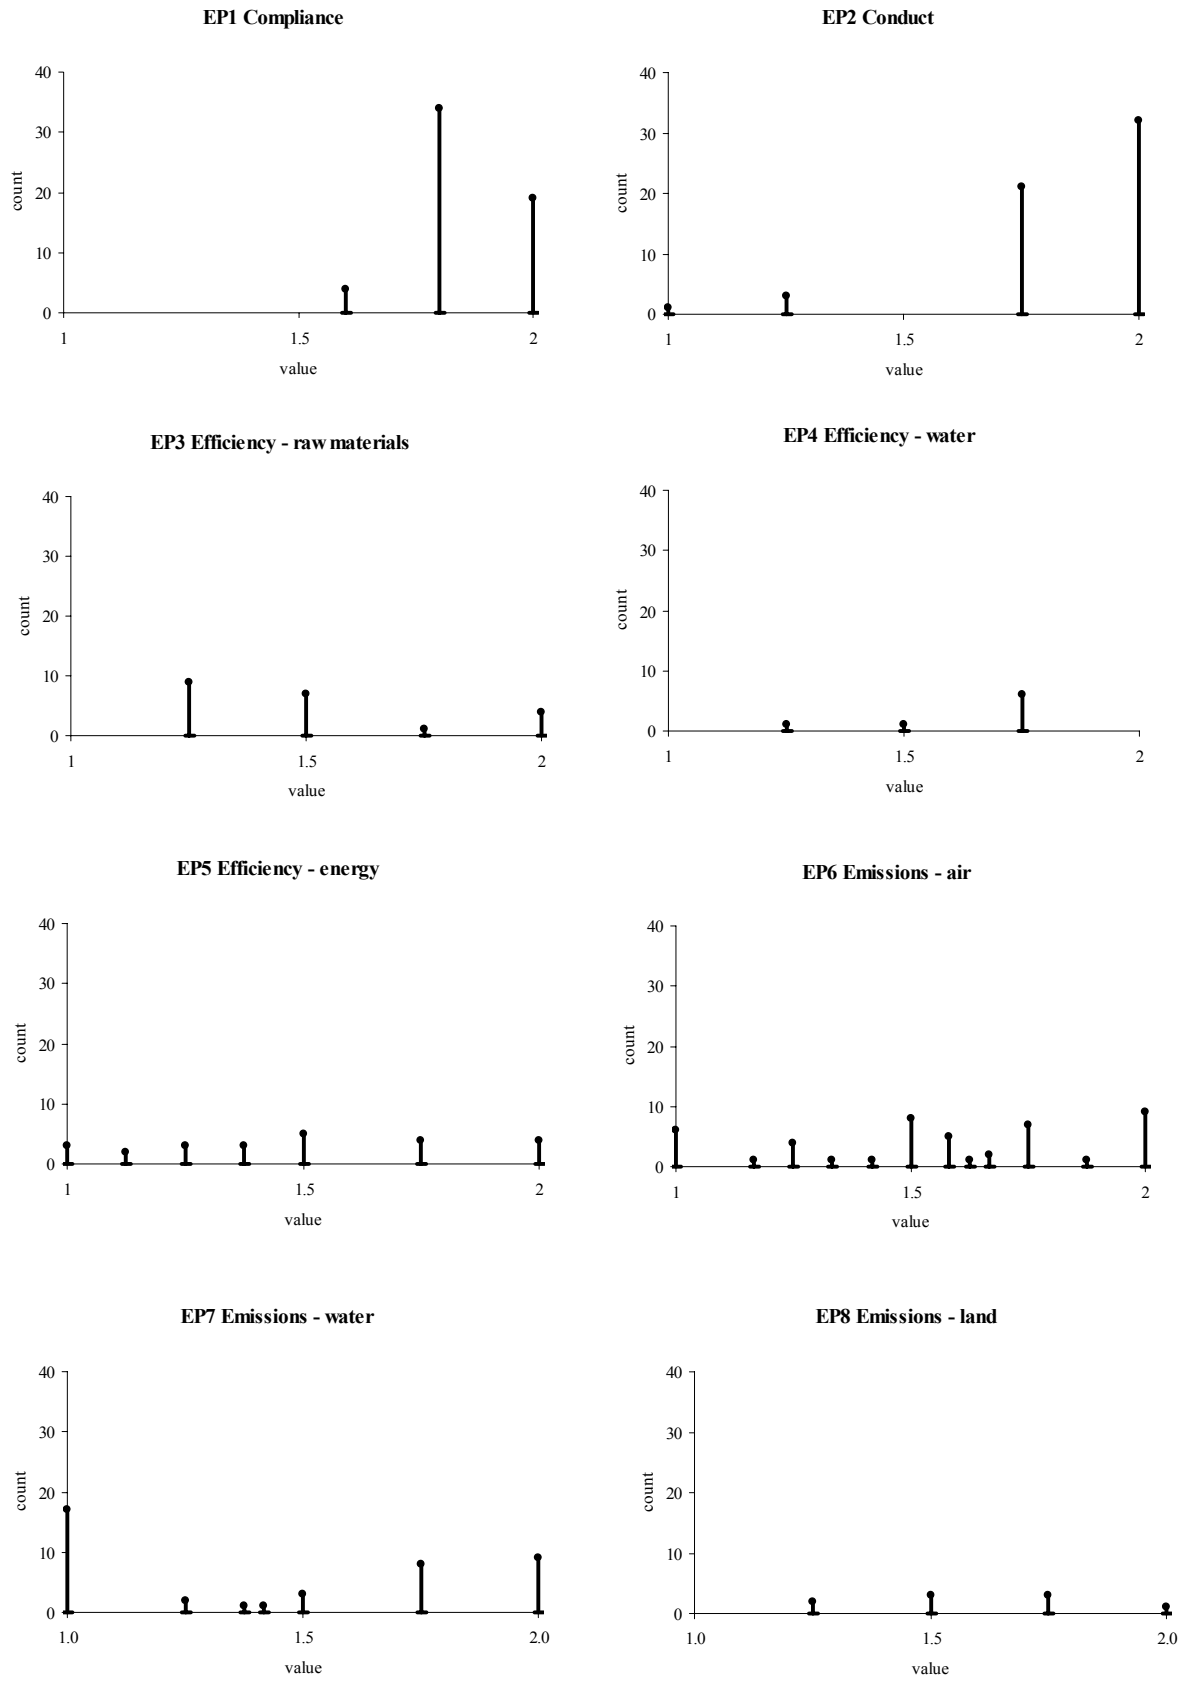 EP1 Compliance
40
30
20
10
0
count
1
1.5
2
value
EP2 Conduct
40
30
20
10
0
count
1
1.5
2
value
EP3 Efficiency - raw materials
40
30
20
10
0
count
1
1.5
2
value
EP4 Efficiency - water
40
30
20
10
0
count
1
1.5
2
value
EP5 Efficiency - energy
40
30
20
10
0
count
1
1.5
2
value
EP6 Emissions - air
40
30
20
10
0
count
1
1.5
2
value
EP7 Emissions - water
40
30
20
10
0
count
1.0
1.5
2.0
value
EP8 Emissions - land
40
30
20
10
0
count
1.0
1.5
2.0
value